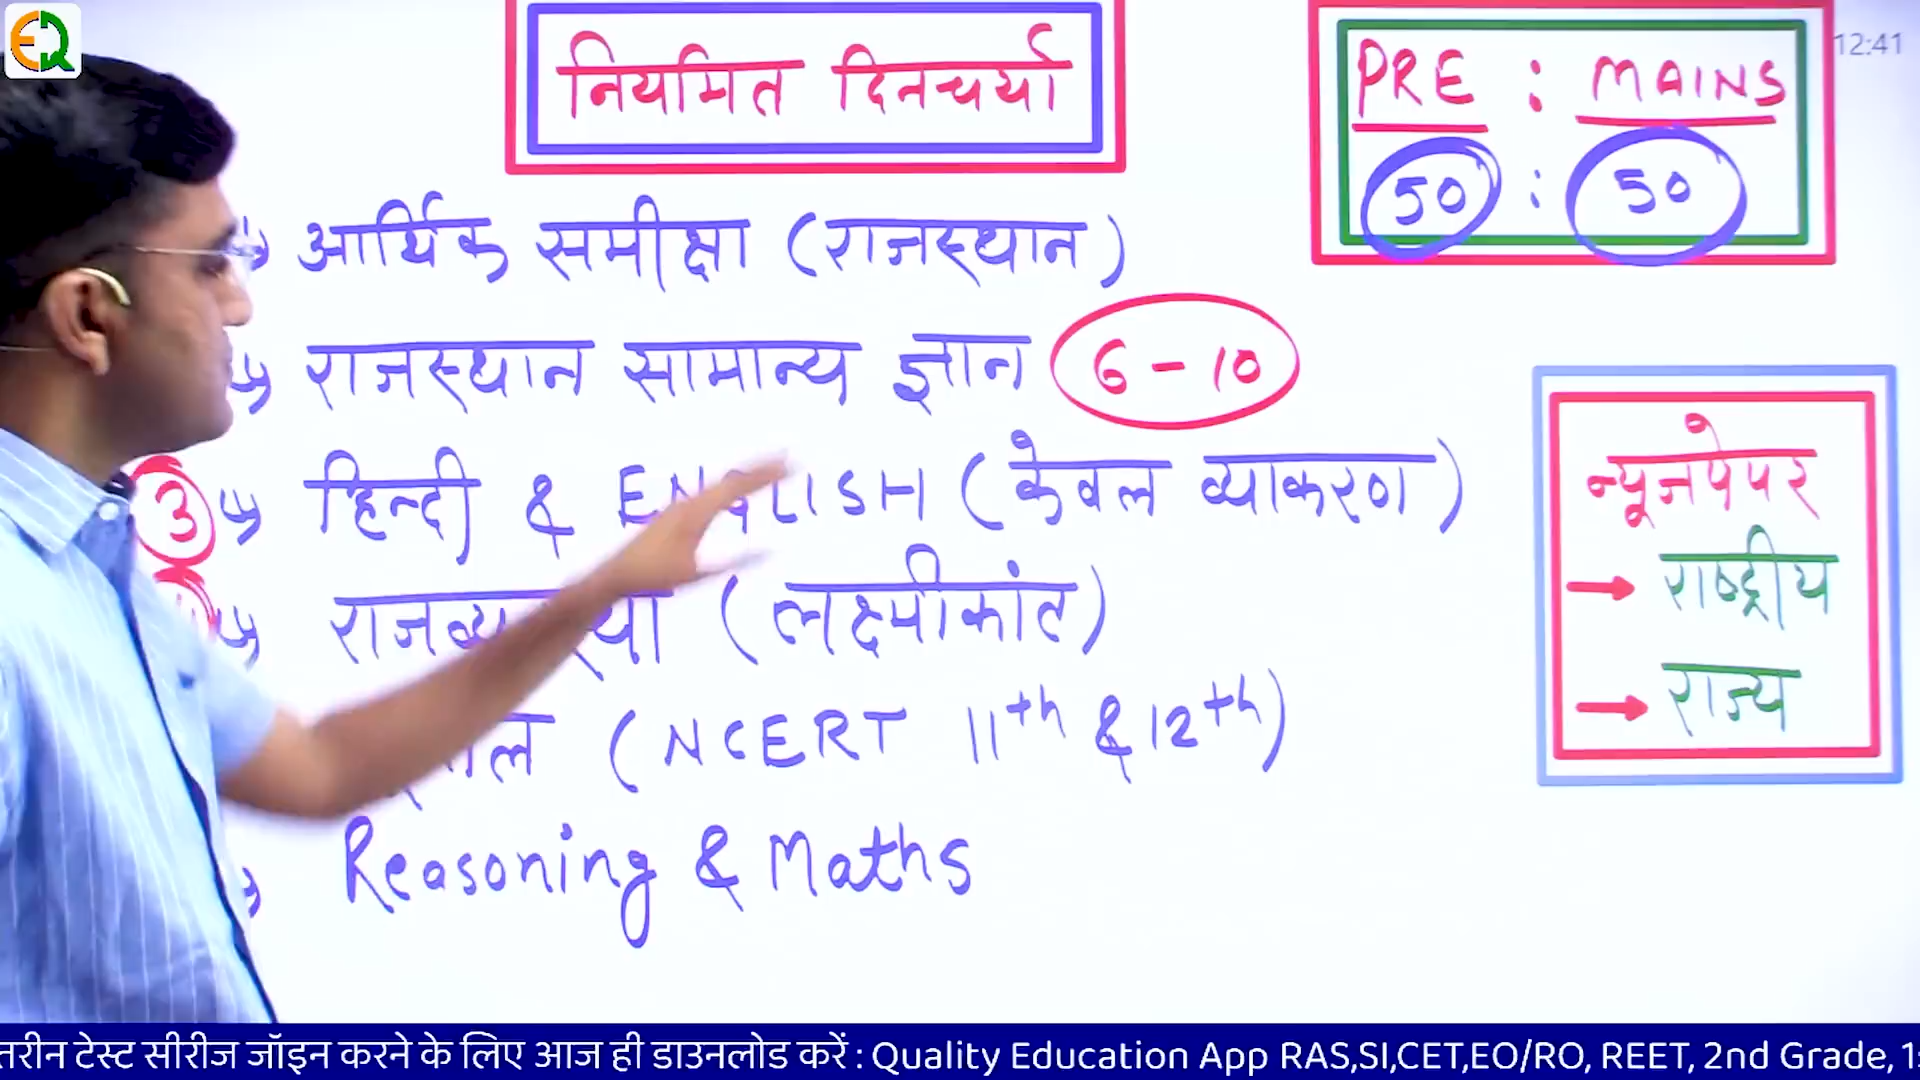 नियमित दिनचर्या
PRE : MAINS
50 : 50
12:41
आर्थिक समीक्षा (राजस्थान)
राजस्थान सामान्य ज्ञान 6-10
3 हिन्दी & ENGLISH (केवल व्याकरण)
(लक्ष्मीकांत)
(NCERT 11th & 12th)
Reasoning & Maths
न्यूजपेपर
राष्ट्रीय
राज्य
टेस्ट सीरीज जॉइन करने के लिए आज ही डाउनलोड करें : Quality Education App RAS,SI,CET,EO/RO, REET, 2nd Grade,